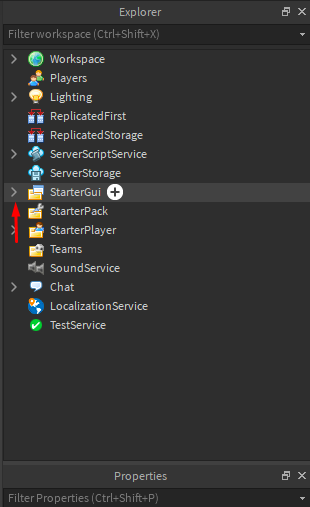 Explorer
Filter workspace (Ctrl+Shift+X)
Workspace
Players
Lighting
ReplicatedFirst
ReplicatedStorage
ServerScriptService
ServerStorage
StarterGui
StarterPack
StarterPlayer
Teams
SoundService
Chat
LocalizationService
TestService
Properties
Filter Properties (Ctrl+Shift+P)